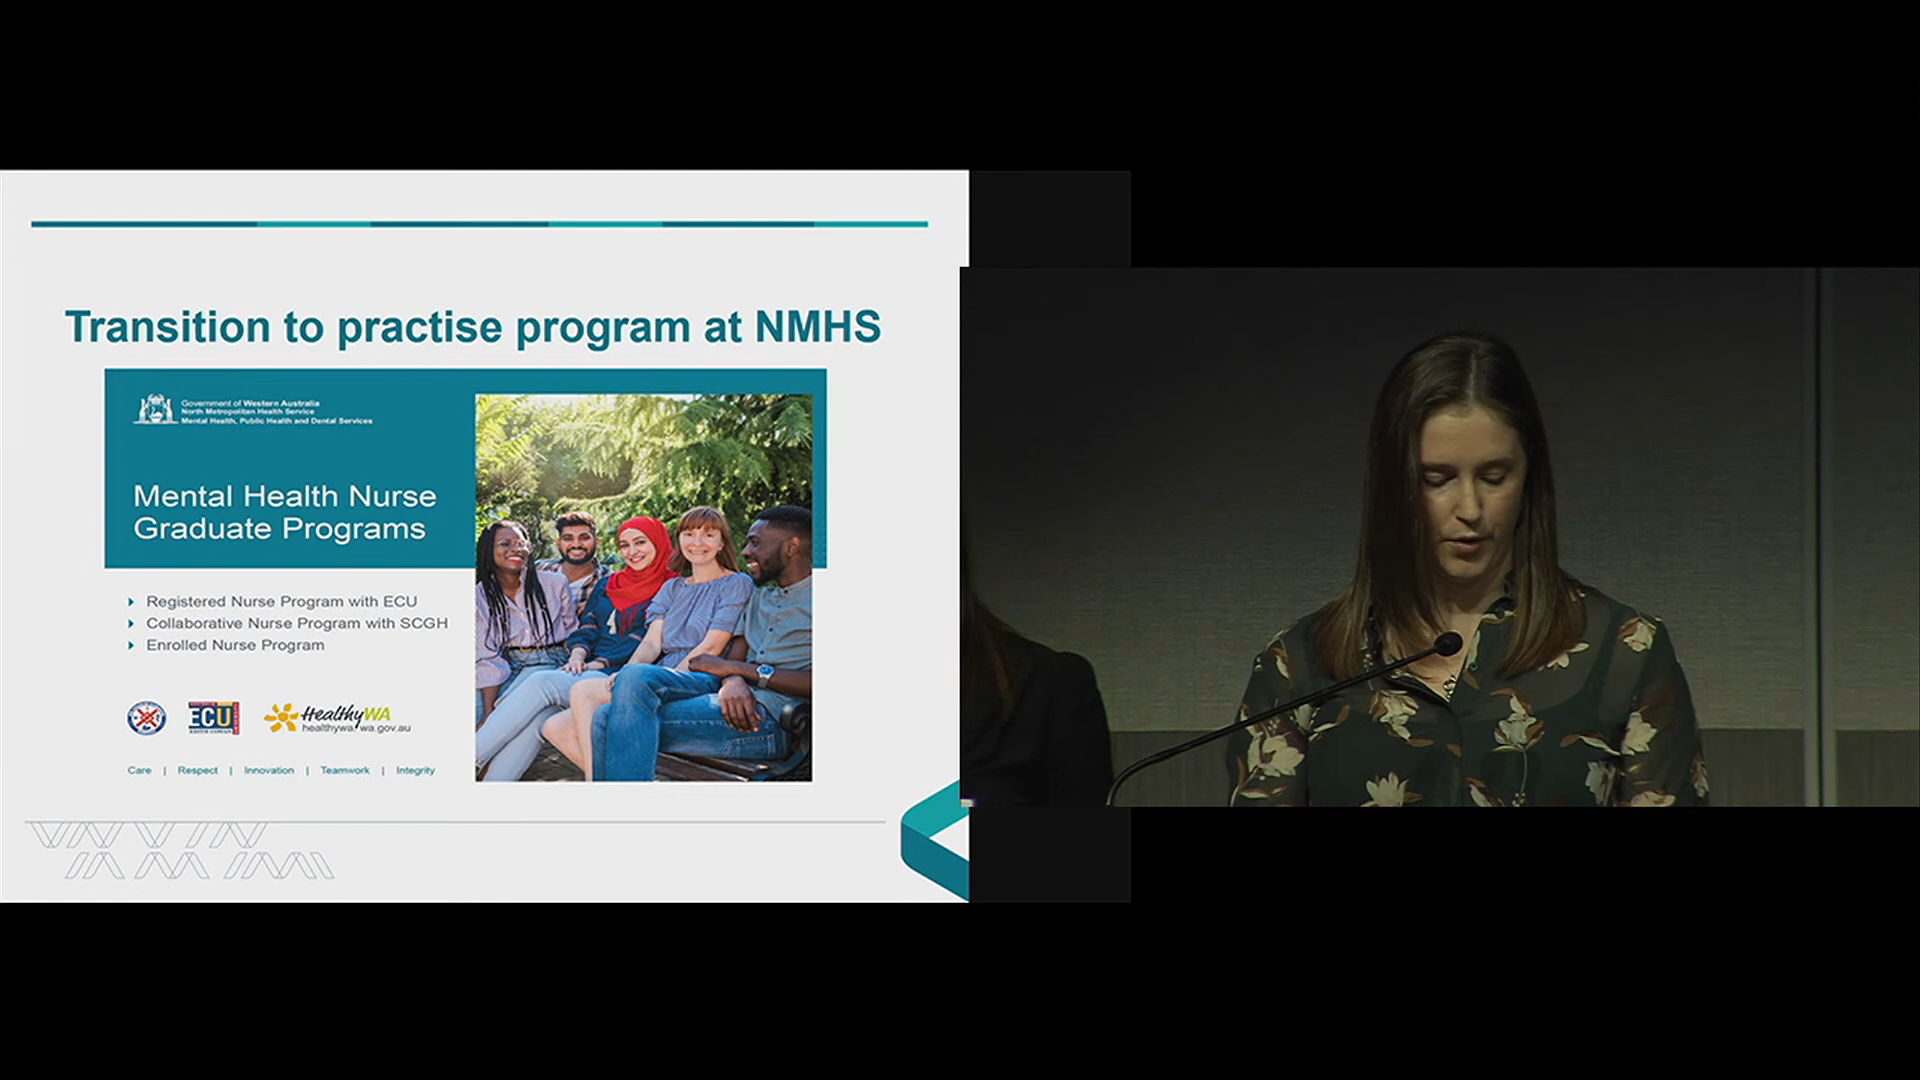 Transition to practise program at NMHS
Government of Western Australia
North Metropolitan Health Service
Mental Health, Public Health and Dental Services
Mental Health Nurse
Graduate Programs
Registered Nurse Program with ECU
Collaborative Nurse Program with SCGH
Enrolled Nurse Program
ECU
EDITH COWAN
HealthyWA
healthywa.wa.gov.au
Care | Respect | Innovation | Teamwork | Integrity